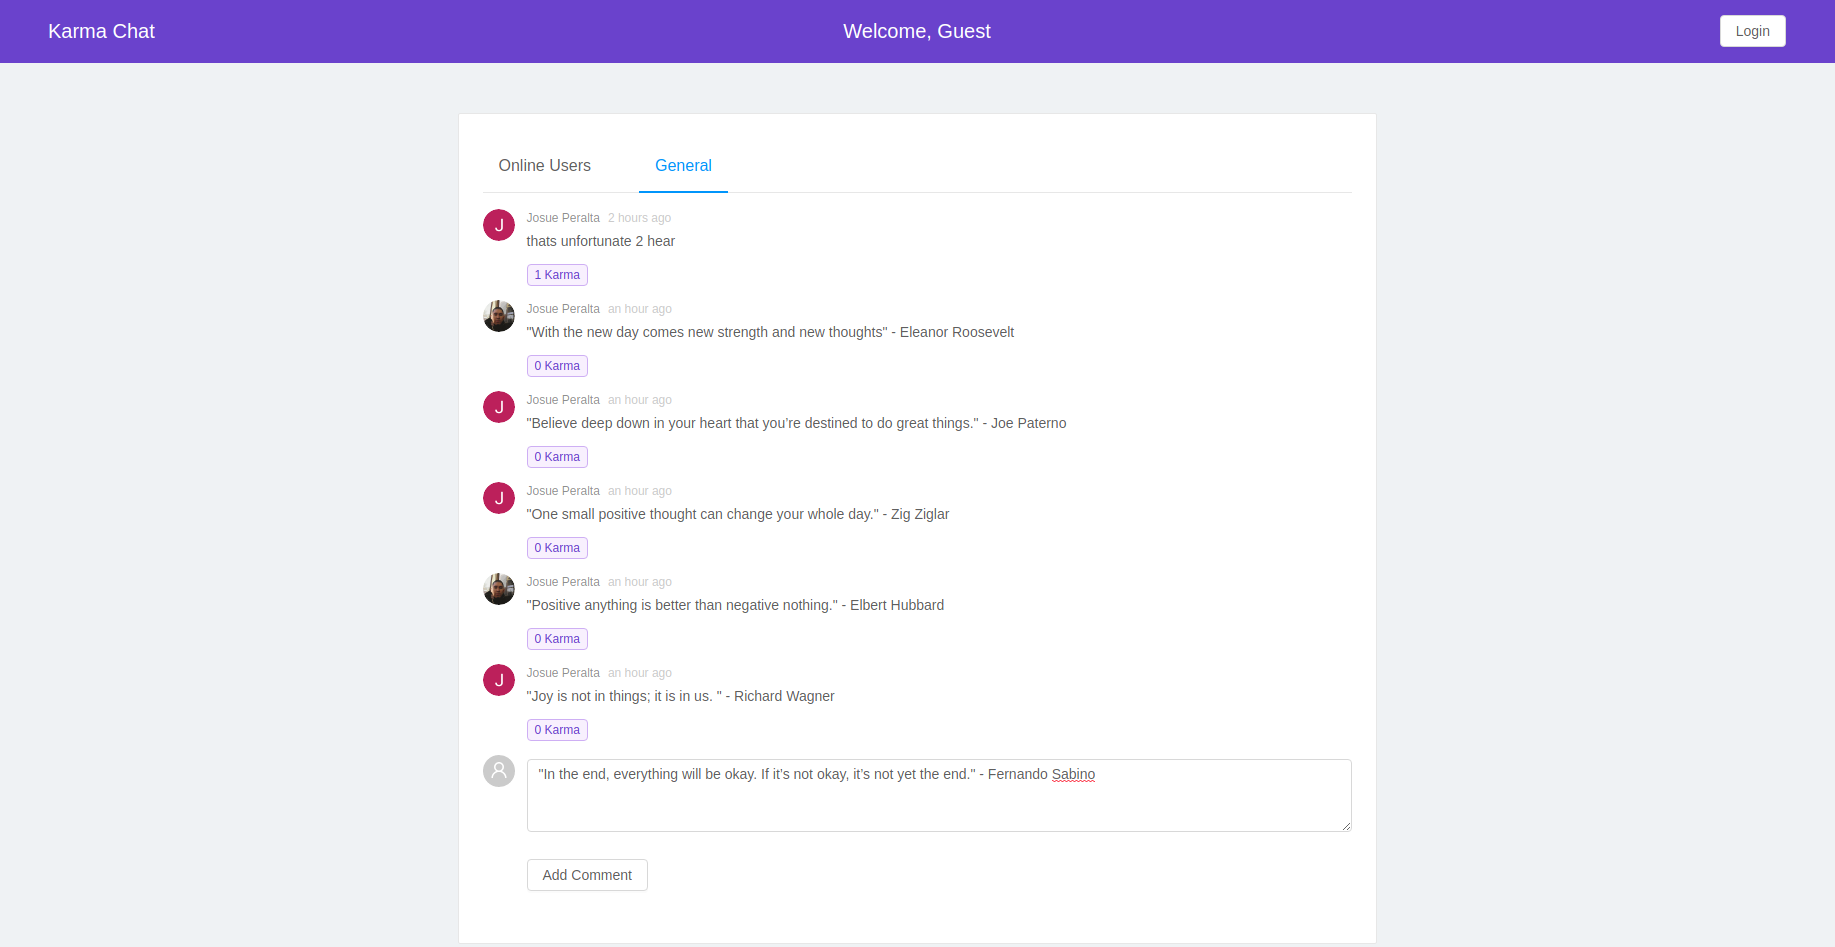 Karma Chat
Welcome, Guest
Login
Online Users
General
J
Josue Peralta 2 hours ago
thats unfortunate 2 hear
1 Karma
Josue Peralta an hour ago
"With the new day comes new strength and new thoughts" - Eleanor Roosevelt
0 Karma
J
Josue Peralta an hour ago
"Believe deep down in your heart that you’re destined to do great things." - Joe Paterno
0 Karma
J
Josue Peralta an hour ago
"One small positive thought can change your whole day." - Zig Ziglar
0 Karma
Josue Peralta an hour ago
"Positive anything is better than negative nothing." - Elbert Hubbard
0 Karma
J
Josue Peralta an hour ago
"Joy is not in things; it is in us. " - Richard Wagner
0 Karma
"In the end, everything will be okay. If it’s not okay, it’s not yet the end." - Fernando Sabino
Add Comment